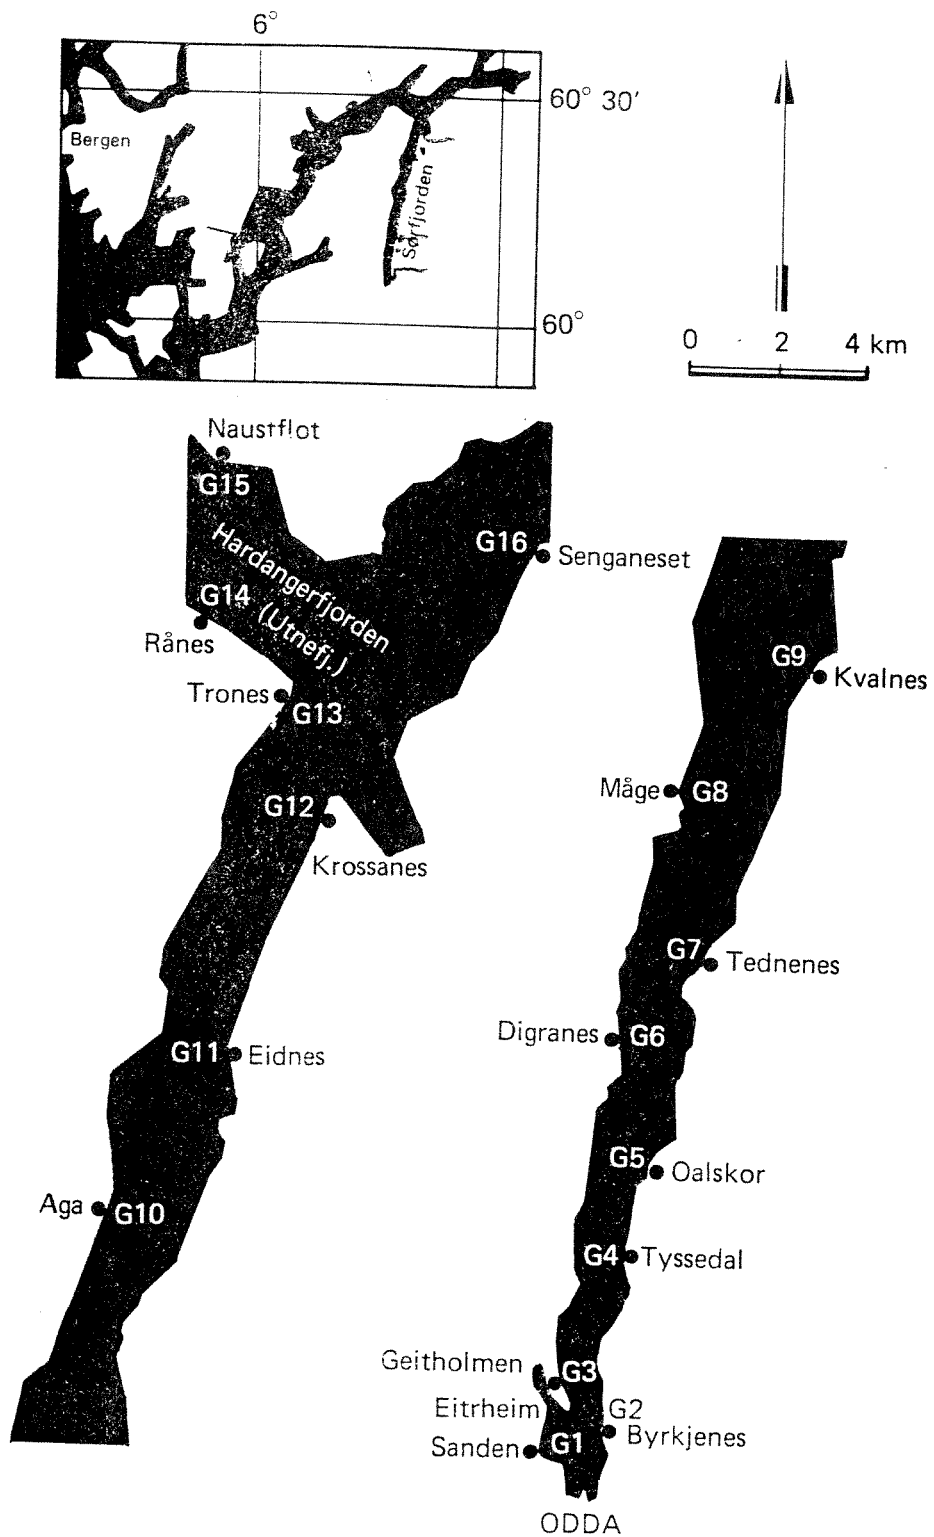 6°
60° 30'
Bergen
Sørfjorden
60°
0 2 4 km
Naustflot
G15
Hardangerfjorden
(Utnefj.)
G16
Senganeset
G14
Rånes
Trones
G13
G12
Krossanes
G11
Eidnes
Aga
G10
G9
Kvalnes
Måge
G8
G7
Tednenes
Digranes
G6
G5
Oalskor
G4
Tyssedal
Geitholmen
G3
Eitrheim
G2
Byrkjenes
Sanden
G1
ODDA